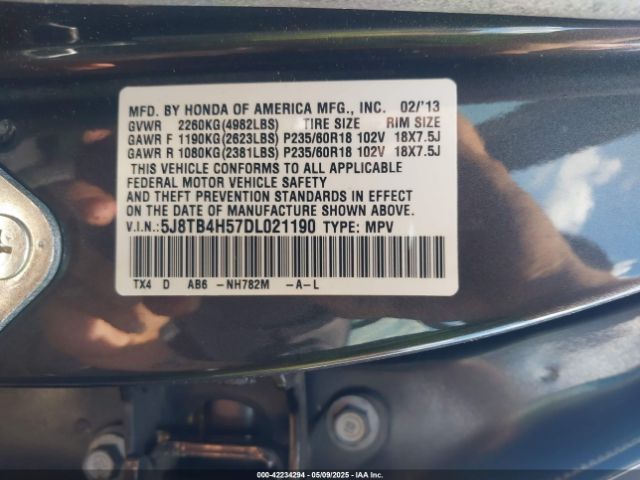 MFD. BY HONDA OF AMERICA MFG., INC. 02/'13
GVWR 2260KG(4982LBS) TIRE SIZE RIM SIZE
GAWR F 1190KG(2623LBS) P235/60R18 102V 18X7.5J
GAWR R 1080KG(2381LBS) P235/60R18 102V 18X7.5J
THIS VEHICLE CONFORMS TO ALL APPLICABLE
FEDERAL MOTOR VEHICLE SAFETY
AND THEFT PREVENTION STANDARDS IN EFFECT
ON THE DATE OF MANUFACTURE SHOWN ABOVE.
V.I.N.:5J8TB4H57DL021190 TYPE: MPV
TX4 D AB6 -NH782M -A-L
000-42234294 - 05/09/2025 - IAA Inc.